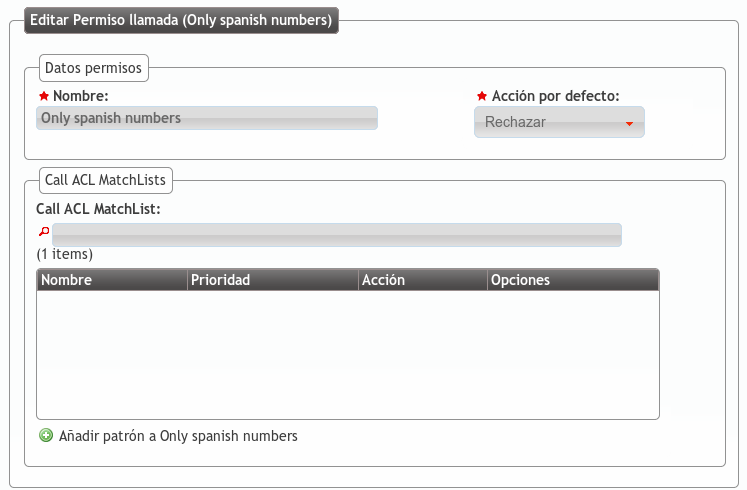 Editar Permiso llamada (Only spanish numbers)
Datos permisos
Nombre: Acción por defecto:
Only spanish numbers Rechazar
Call ACL MatchLists
Call ACL MatchList:
(1 items)
Nombre Prioridad Acción Opciones
Añadir patrón a Only spanish numbers